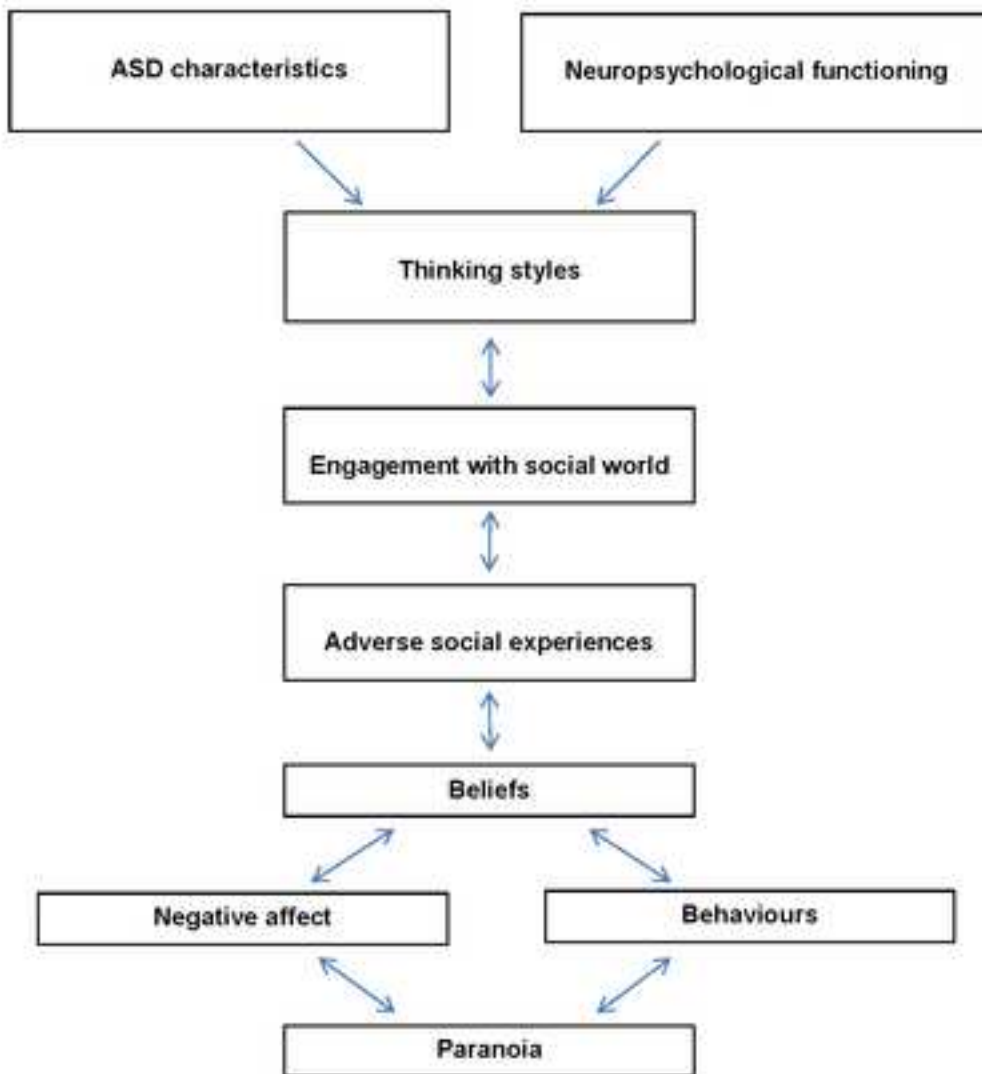 ASD characteristics
Neuropsychological functioning
Thinking styles
Engagement with social world
Adverse social experiences
Beliefs
Negative affect
Behaviours
Paranoia